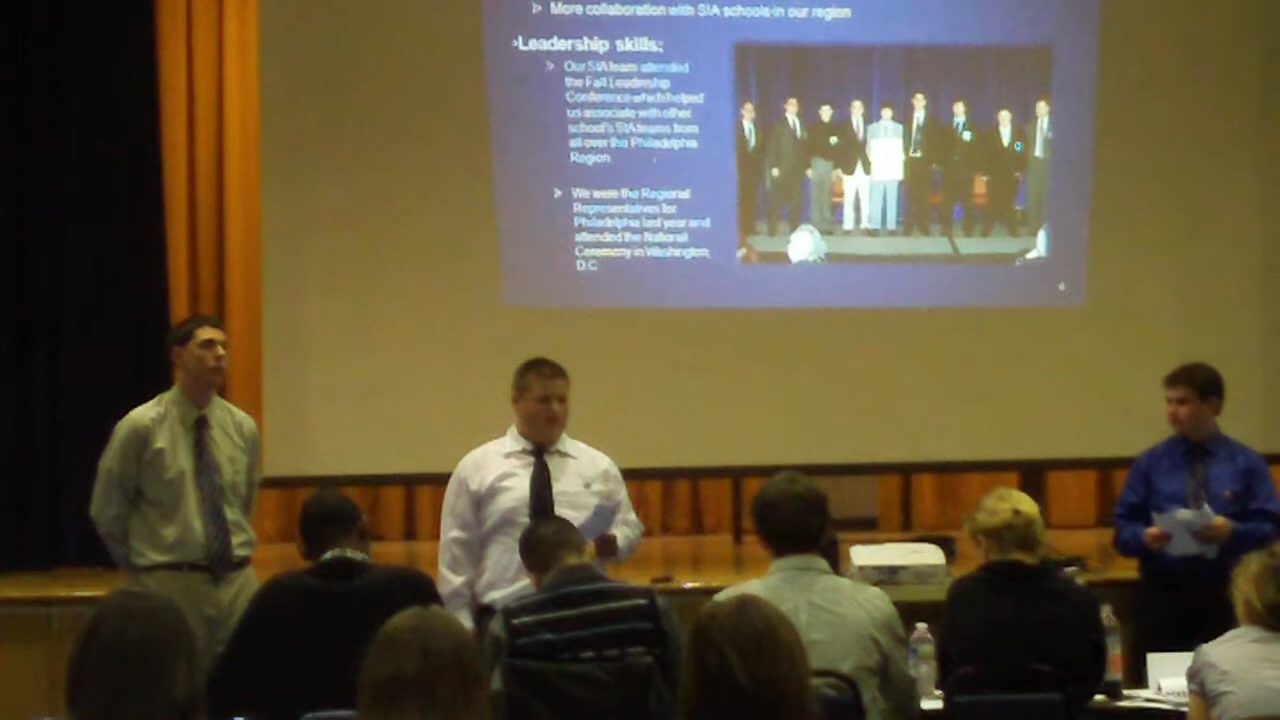 > More collaboration with SIA schools in our region
>Leadership skills:
> Our SIA team attended
the Fall Leadership
Conference which helped
us associate with other
school's SIA teams from
all over the Philadelphia
Region
> We were the Regional
Representatives for
Philadelphia last year and
attended the National
Ceremony in Washington,
D.C.